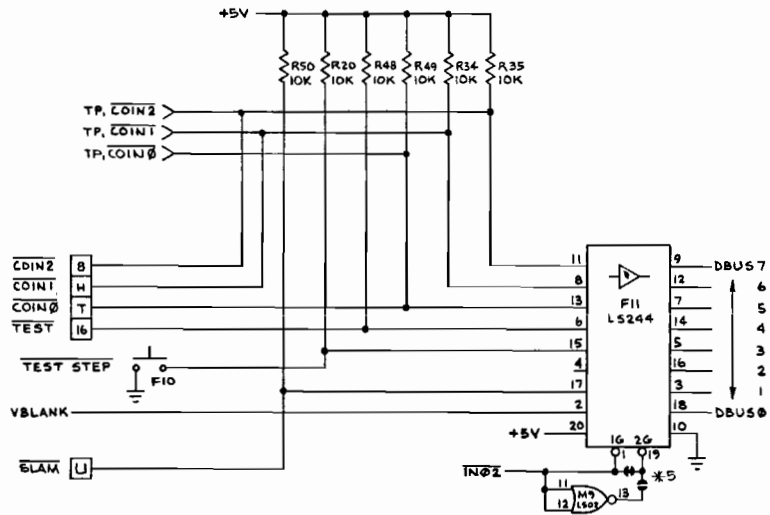 +5V
R50 R20 R48 R49 R34 R35
10K 10K 10K 10K 10K 10K
TP, COIN2
TP, COIN1
TP, COINØ
COIN2 8
COIN1 W
COINØ T
TEST 16
TEST STEP
F10
VBLANK
+5V
SLAM U
11 9 DBUS7
8 12 6
13 7 5
6 14 4
15 5 3
4 16 2
17 3 1
2 18 DBUSØ
20 10
F11
LS244
1G 2G
1 19
INØ2
*5
11
12
M9
LS02
13